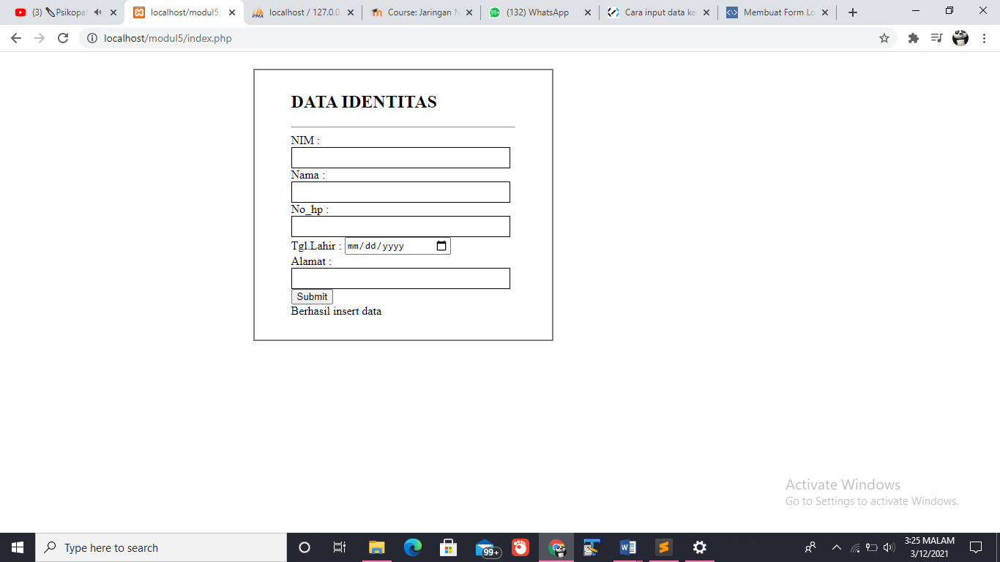 (3) Psikopat
localhost/modul5/
localhost / 127.0.0
Course: Jaringan N
(132) WhatsApp
Cara input data ke
Membuat Form Lo
localhost/modul5/index.php
DATA IDENTITAS
NIM :
Nama :
No_hp :
Tgl.Lahir : mm/dd/yyyy
Alamat :
Submit
Berhasil insert data
Activate Windows
Go to Settings to activate Windows.
Type here to search
99+
3:25 MALAM
3/12/2021